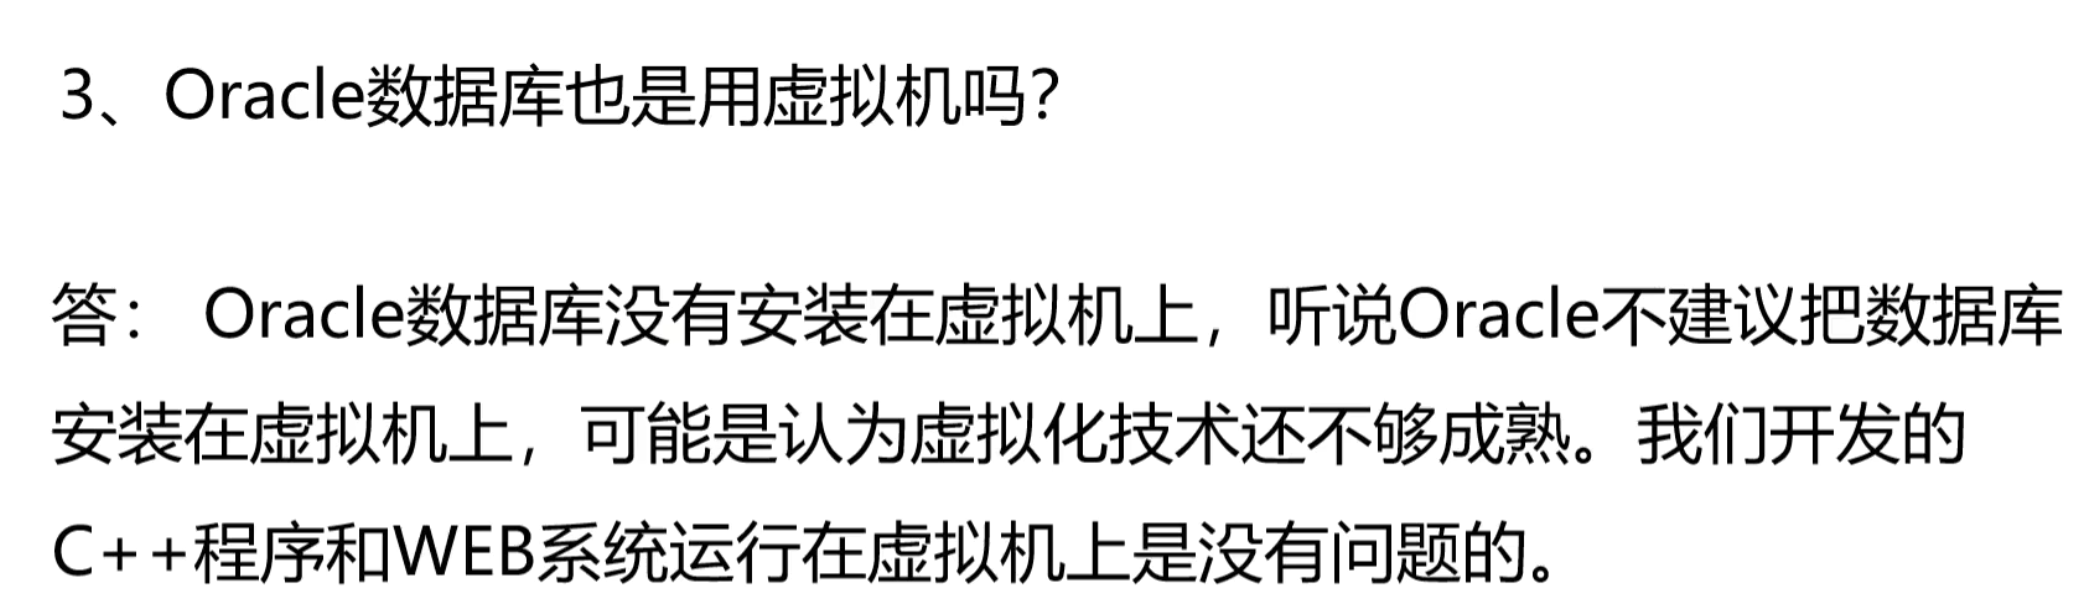 3、Oracle数据库也是用虚拟机吗?
答： Oracle数据库没有安装在虚拟机上，听说Oracle不建议把数据库
安装在虚拟机上，可能是认为虚拟化技术还不够成熟。我们开发的
C++程序和WEB系统运行在虚拟机上是没有问题的。